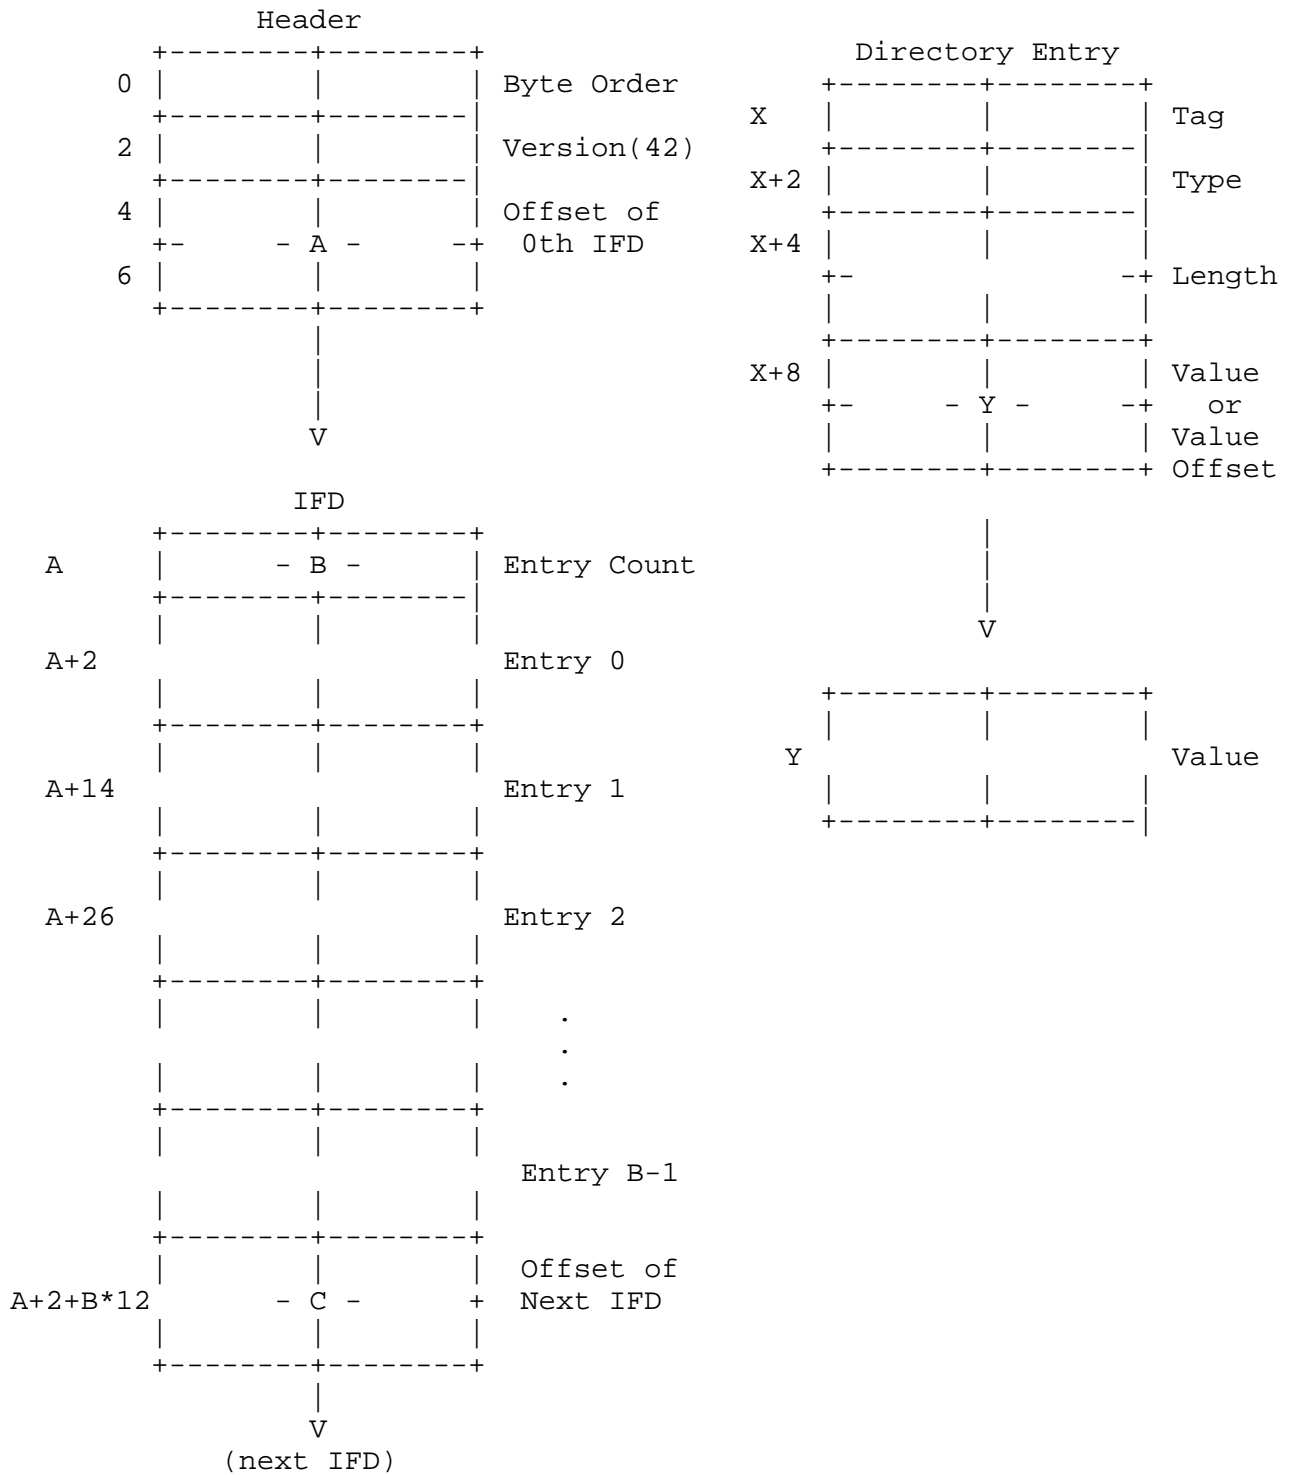 Header
0 Byte Order
2 Version(42)
4 Offset of
- A - 0th IFD
6
V
IFD
A - B - Entry Count
A+2 Entry 0
A+14 Entry 1
A+26 Entry 2
.
.
.
Entry B-1
Offset of
A+2+B*12 - C - Next IFD
V
(next IFD)
Directory Entry
X Tag
X+2 Type
X+4
Length
X+8 Value
- Y - or
Value
Offset
V
Y Value